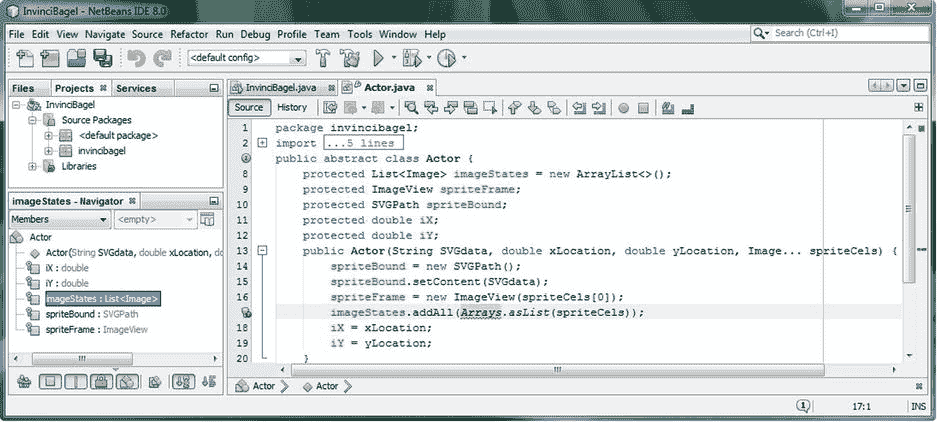 InvinciBagel - NetBeans IDE 8.0
File Edit View Navigate Source Refactor Run Debug Profile Team Tools Window Help
Search (Ctrl+I)
<default config>
Files Projects Services
InvinciBagel
Source Packages
<default package>
invincibagel
Libraries
imageStates - Navigator
Members <empty>
Actor
Actor(String SVGdata, double xLocation, do
iX : double
iY : double
imageStates : List<Image>
spriteBound : SVGPath
spriteFrame : ImageView
InvinciBagel.java Actor.java
Source History
1 package invincibagel;
2 import ...5 lines
public abstract class Actor {
8 protected List<Image> imageStates = new ArrayList<>();
9 protected ImageView spriteFrame;
10 protected SVGPath spriteBound;
11 protected double iX;
12 protected double iY;
13 public Actor(String SVGdata, double xLocation, double yLocation, Image... spriteCels) {
14 spriteBound = new SVGPath();
15 spriteBound.setContent(SVGdata);
16 spriteFrame = new ImageView(spriteCels[0]);
imageStates.addAll(Arrays.asList(spriteCels));
18 iX = xLocation;
19 iY = yLocation;
20 }
Actor Actor
1 17:1 INS